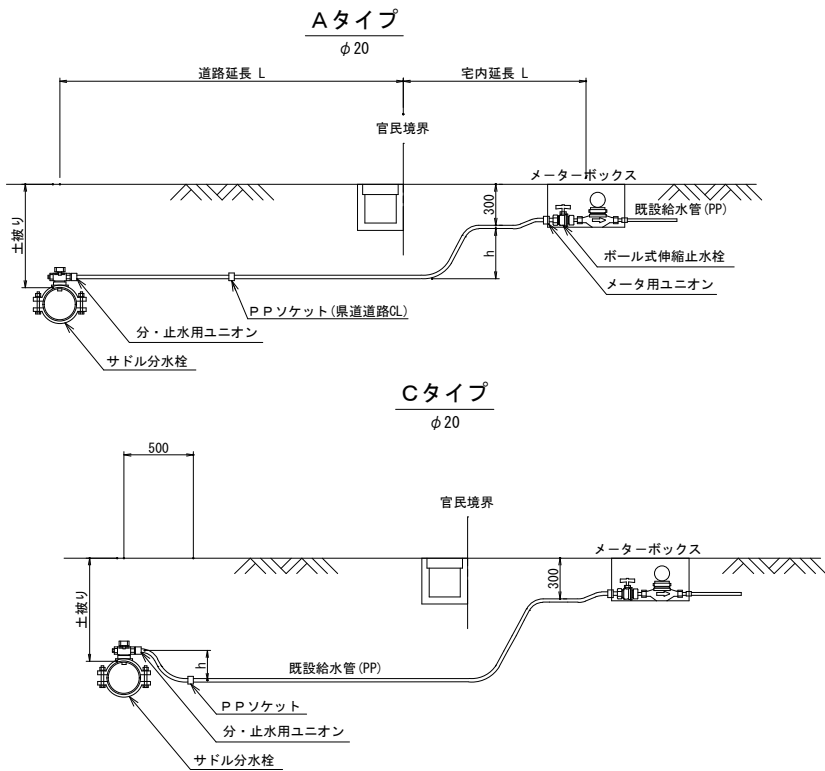 Aタイプ
φ20
道路延長 L
宅内延長 L
官民境界
メーターボックス
土被り
300
h
既設給水管(PP)
ボール式伸縮止水栓
メータ用ユニオン
PPソケット(県道道路CL)
分・止水用ユニオン
サドル分水栓
Cタイプ
φ20
500
官民境界
メーターボックス
土被り
300
h
既設給水管(PP)
PPソケット
分・止水用ユニオン
サドル分水栓